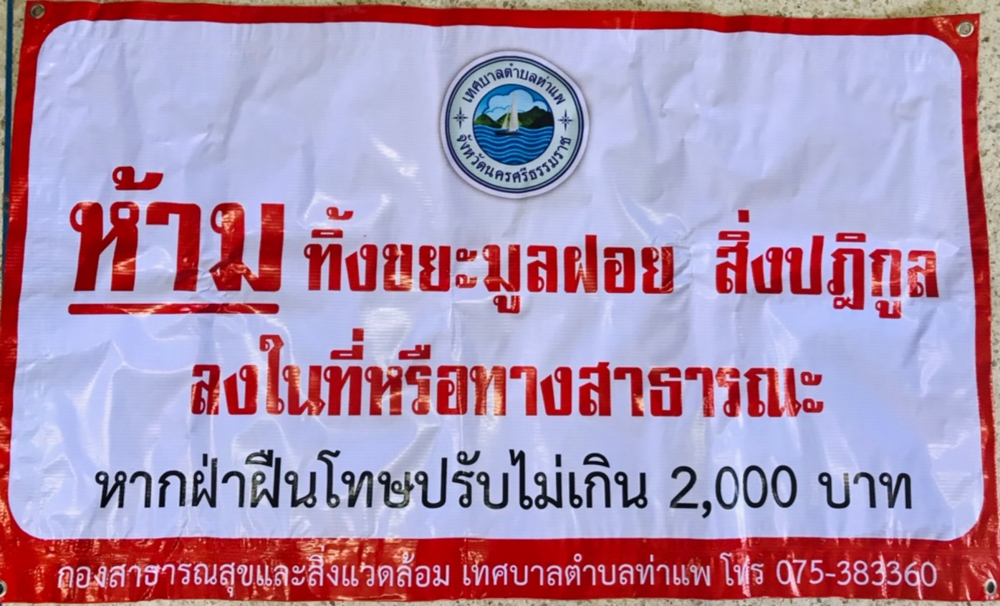 เทศบาลตำบลท่าแพ
จังหวัดนครศรีธรรมราช
ห้าม ทิ้งขยะมูลฝอย สิ่งปฏิกูล
ลงในที่หรือทางสาธารณะ
หากฝ่าฝืนโทษปรับไม่เกิน 2,000 บาท
กองสาธารณสุขและสิ่งแวดล้อม เทศบาลตำบลท่าแพ โทร 075-383360